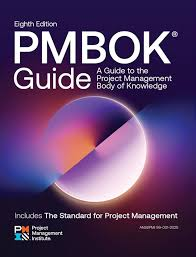 Eighth Edition
PMBOK®
Guide
A Guide to the
Project Management
Body of Knowledge
Includes The Standard for Project Management
Project
Management
Institute.